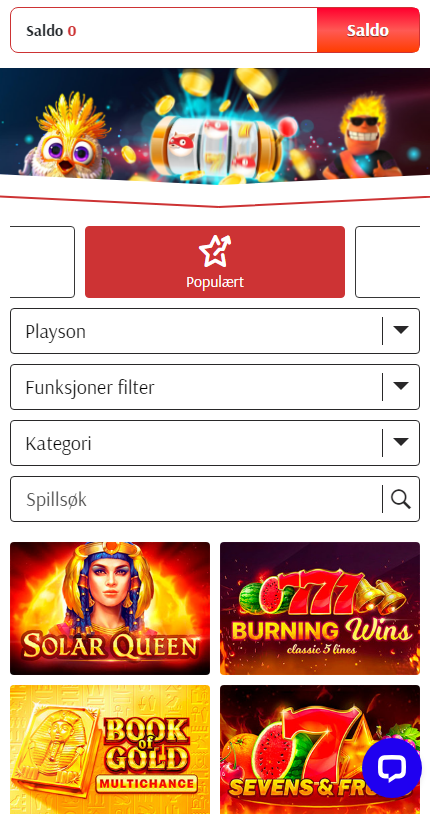 Saldo 0
Saldo
Populært
Playson
Funksjoner filter
Kategori
Spillsøk
SOLAR QUEEN
777
BURNING Wins
classic 5 lines
BOOK
of
GOLD
MULTICHANCE
7
SEVENS & FRU